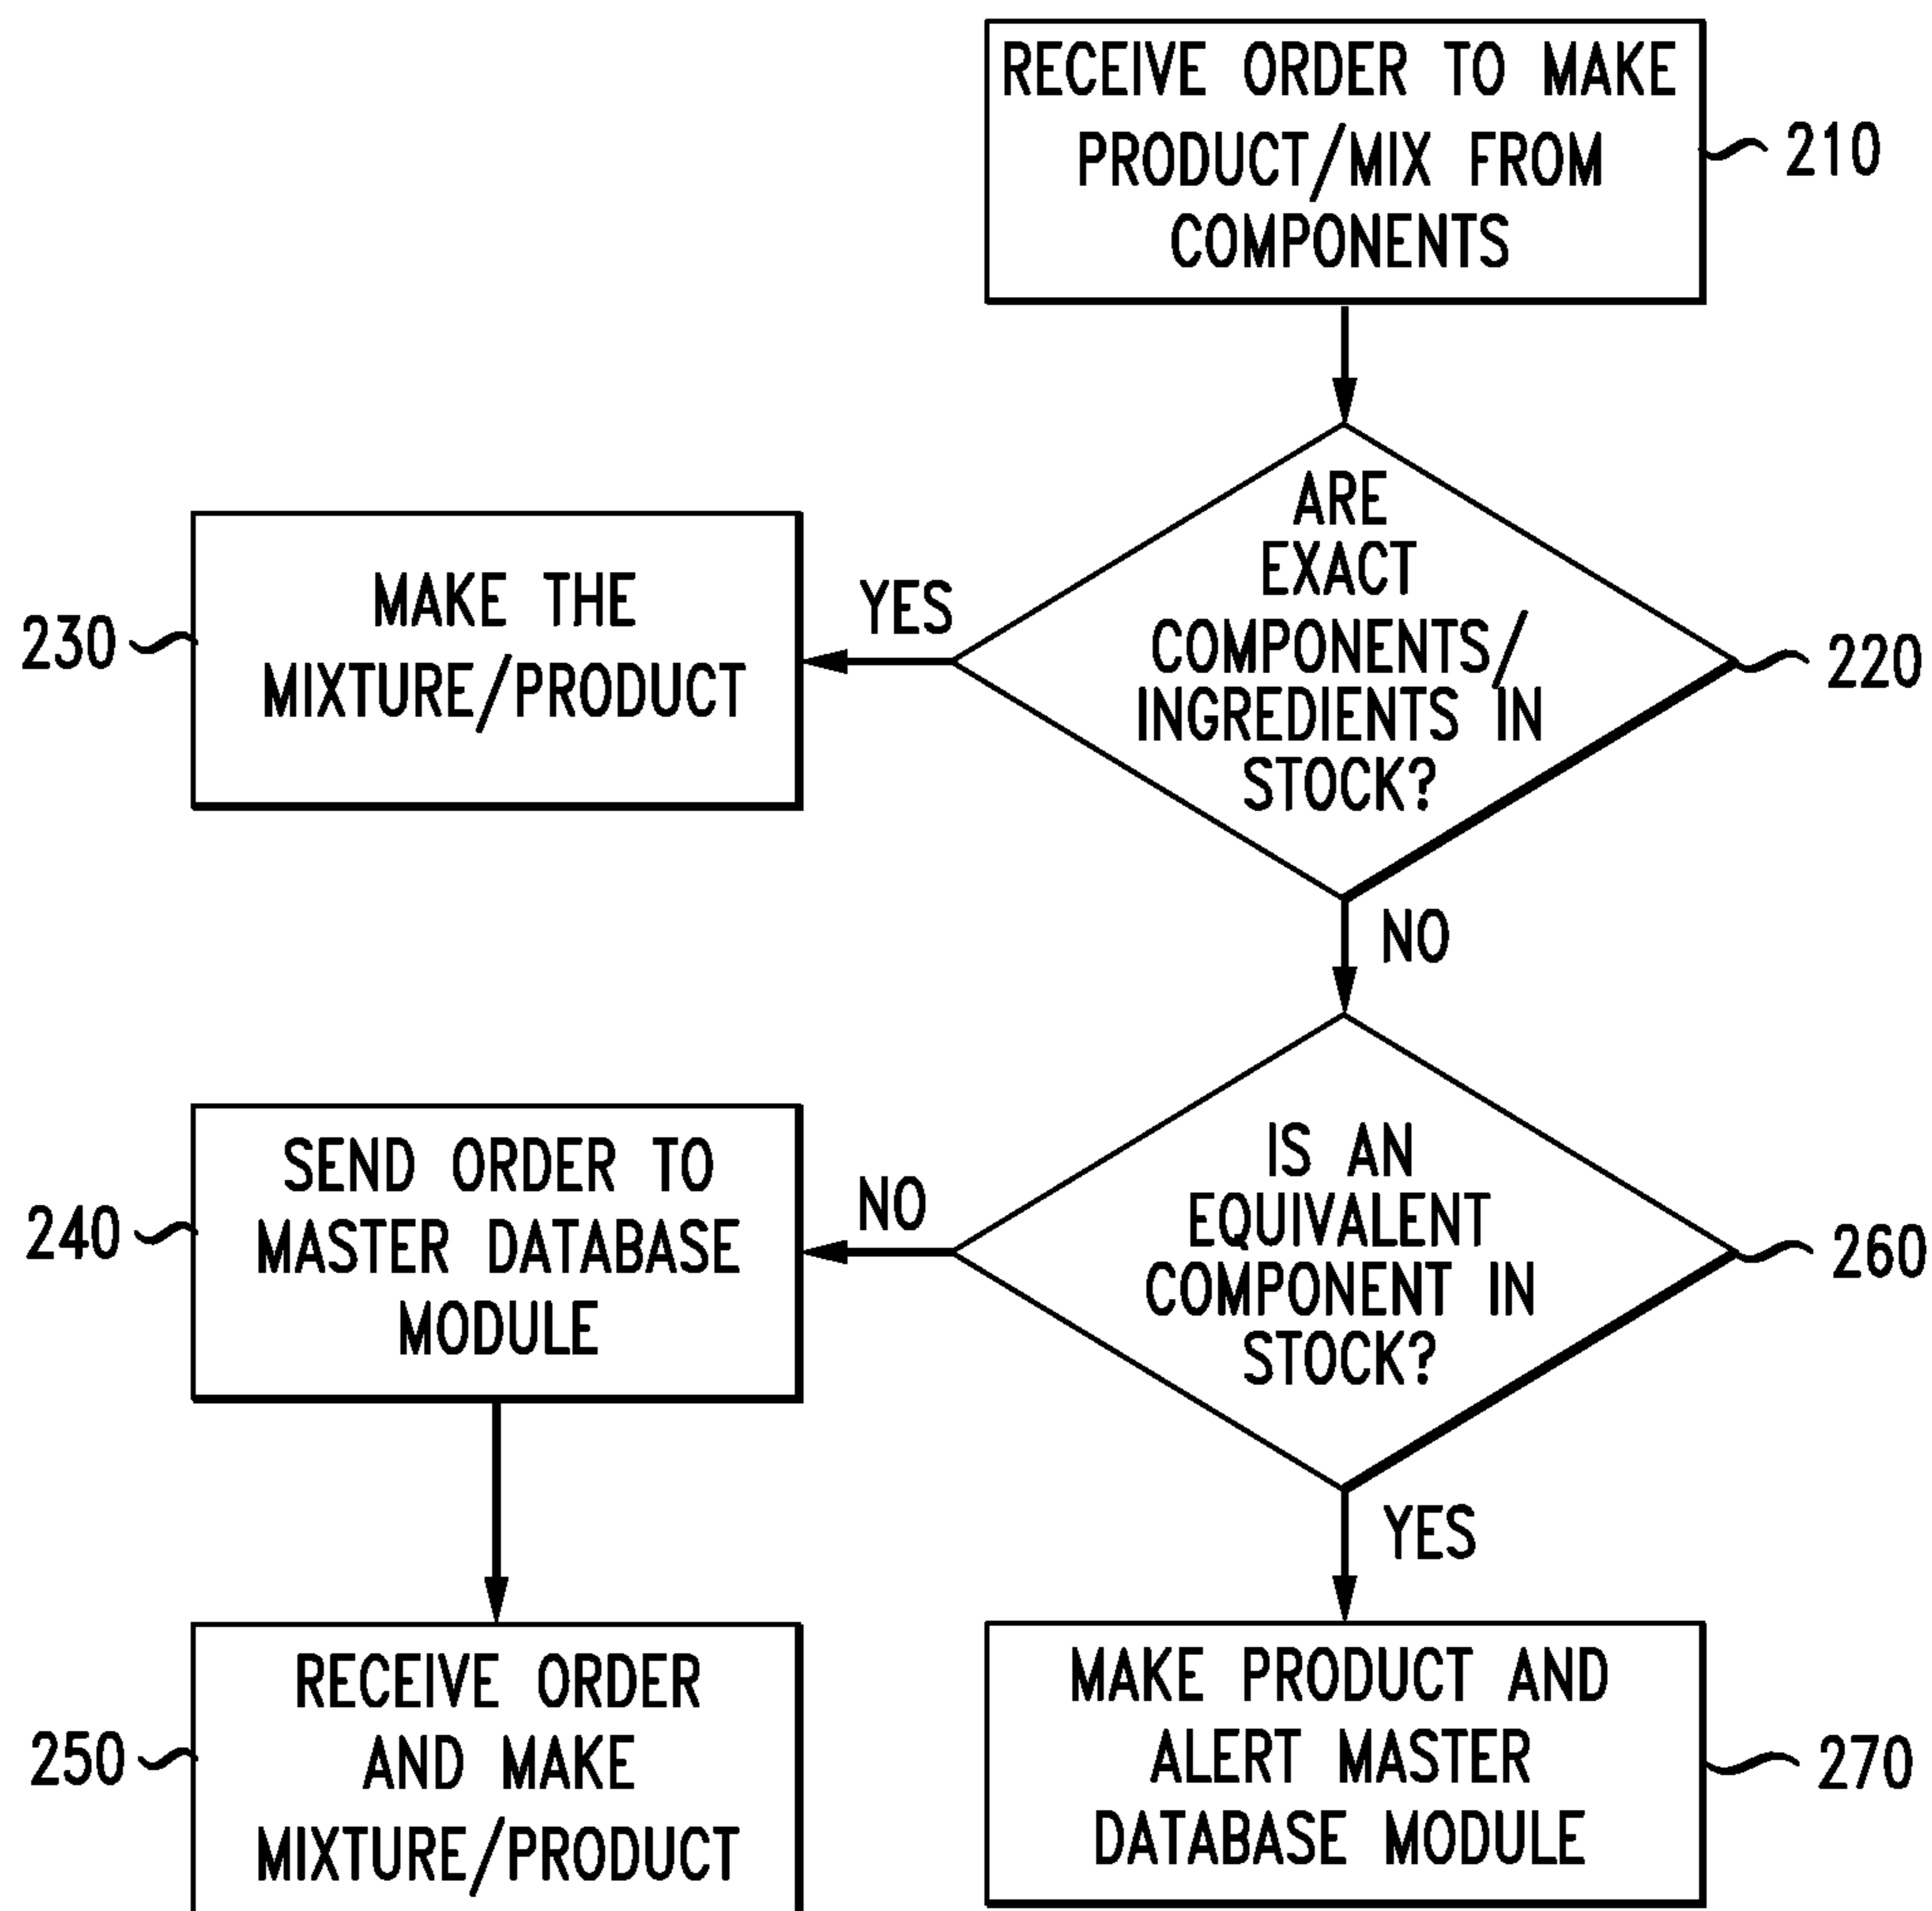 RECEIVE ORDER TO MAKE
PRODUCT/MIX FROM
COMPONENTS
210
ARE
EXACT
COMPONENTS/
INGREDIENTS IN
STOCK?
220
YES
MAKE THE
MIXTURE/PRODUCT
230
NO
IS AN
EQUIVALENT
COMPONENT IN
STOCK?
260
NO
SEND ORDER TO
MASTER DATABASE
MODULE
240
YES
RECEIVE ORDER
AND MAKE
MIXTURE/PRODUCT
250
MAKE PRODUCT AND
ALERT MASTER
DATABASE MODULE
270